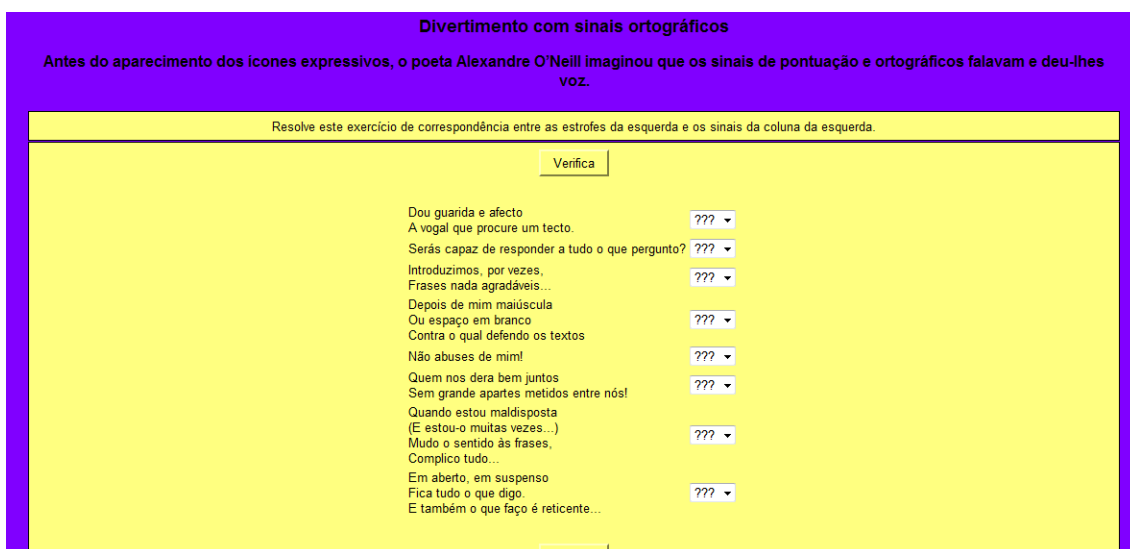 Divertimento com sinais ortográficos
Antes do aparecimento dos ícones expressivos, o poeta Alexandre O'Neill imaginou que os sinais de pontuação e ortográficos falavam e deu-lhes
voz.
Resolve este exercício de correspondência entre as estrofes da esquerda e os sinais da coluna da esquerda.
Verifica
Dou guarida e afecto
A vogal que procure um tecto.
???
Serás capaz de responder a tudo o que pergunto? ???
Introduzimos, por vezes,
Frases nada agradáveis...
???
Depois de mim maiúscula
Ou espaço em branco
Contra o qual defendo os textos
???
Não abuses de mim! ???
Quem nos dera bem juntos
Sem grande apartes metidos entre nós!
???
Quando estou maldisposta
(E estou-o muitas vezes...)
Mudo o sentido às frases,
Complico tudo...
???
Em aberto, em suspenso
Fica tudo o que digo.
E também o que faço é reticente...
???